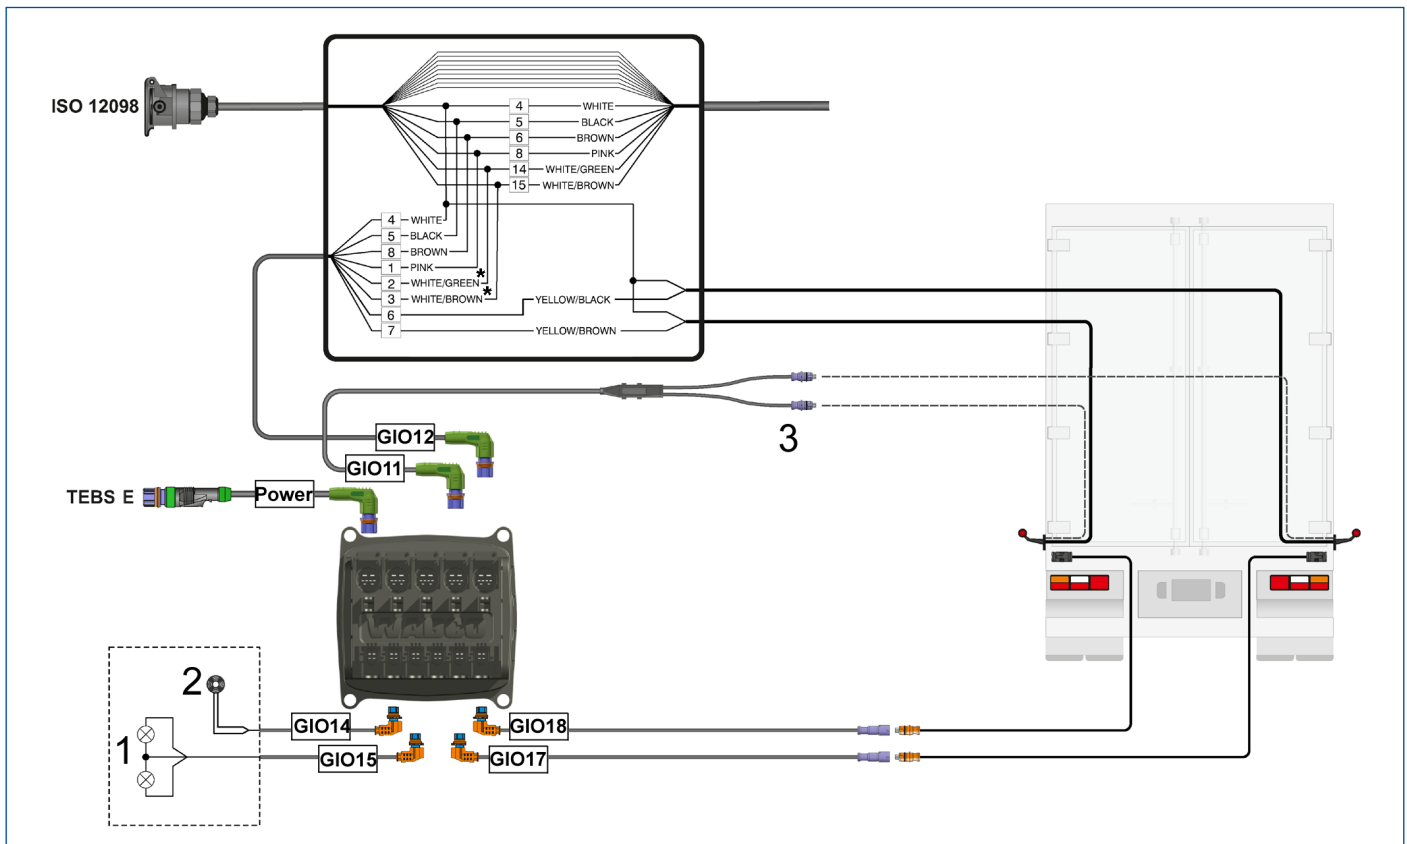 ISO 12098
4 WHITE
5 BLACK
6 BROWN
8 PINK
14 WHITE/GREEN
15 WHITE/BROWN
4 WHITE
5 BLACK
8 BROWN
1 PINK
2 WHITE/GREEN *
3 WHITE/BROWN *
6 YELLOW/BLACK
7 YELLOW/BROWN
3
GIO12
GIO11
TEBS E
Power
2
1
GIO14
GIO18
GIO15
GIO17